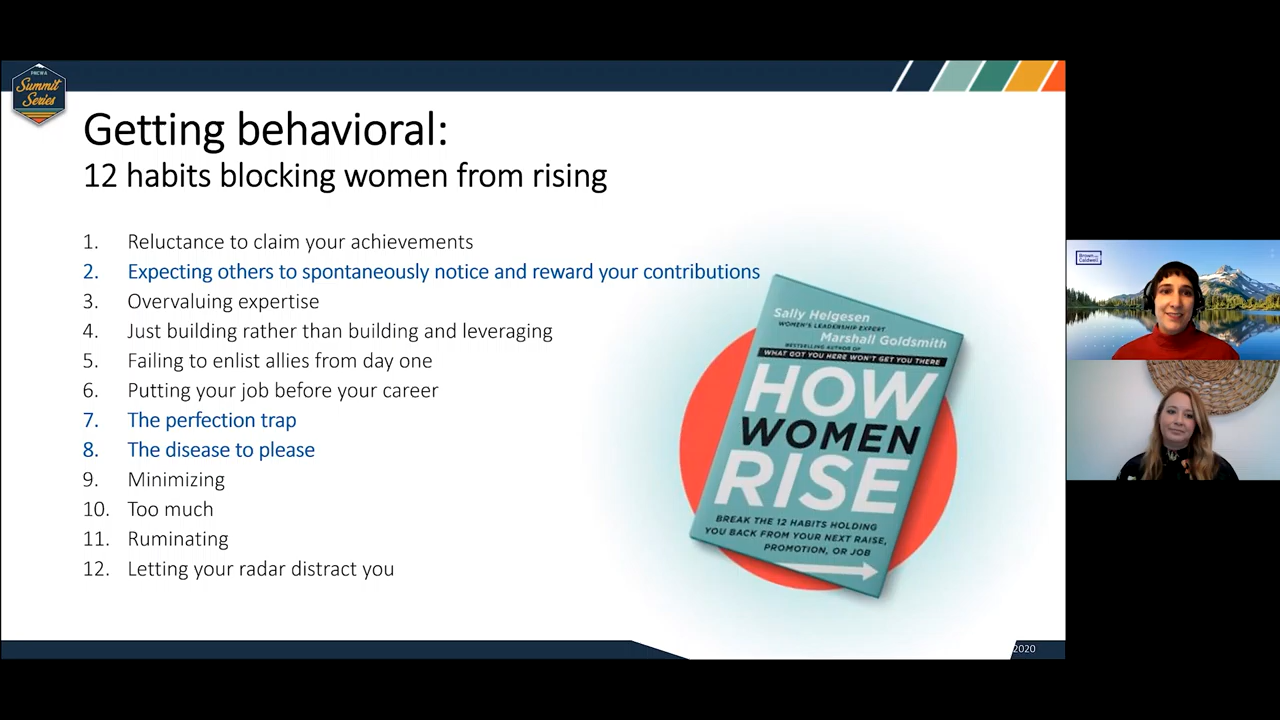 PNCWA
Summit
Series
Getting behavioral:
12 habits blocking women from rising
1. Reluctance to claim your achievements
2. Expecting others to spontaneously notice and reward your contributions
3. Overvaluing expertise
4. Just building rather than building and leveraging
5. Failing to enlist allies from day one
6. Putting your job before your career
7. The perfection trap
8. The disease to please
9. Minimizing
10. Too much
11. Ruminating
12. Letting your radar distract you
Sally Helgesen
WOMEN'S LEADERSHIP EXPERT
Marshall Goldsmith
BESTSELLING AUTHOR OF
WHAT GOT YOU HERE WON'T GET YOU THERE
HOW
WOMEN
RISE
BREAK THE 12 HABITS HOLDING
YOU BACK FROM YOUR NEXT RAISE,
PROMOTION, OR JOB
2020
Brown and
Caldwell